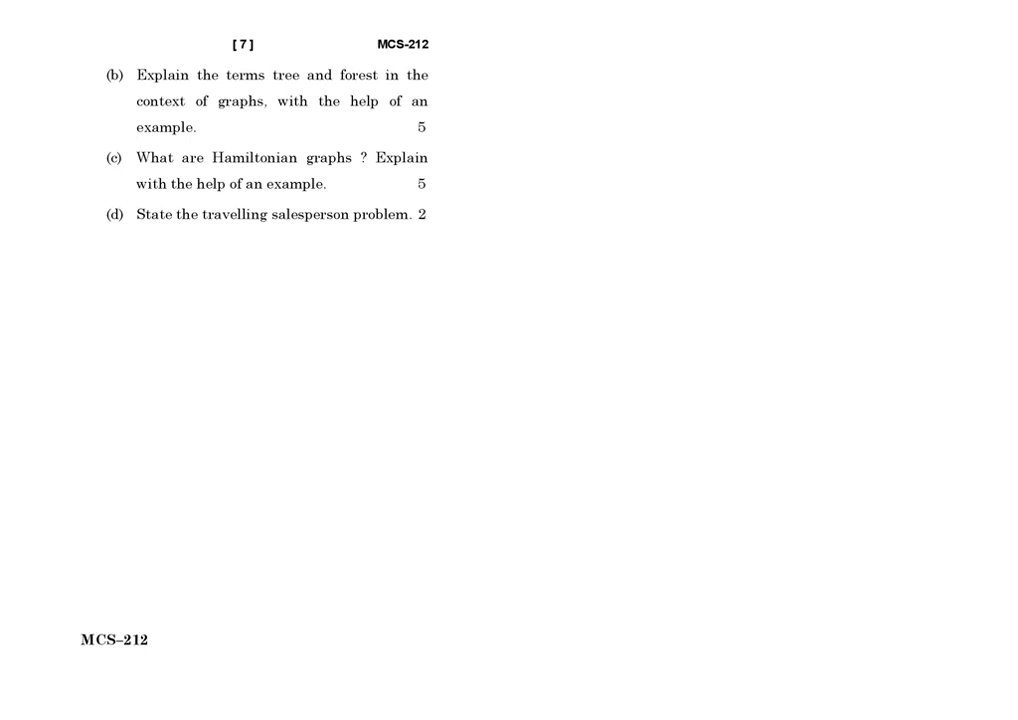 [ 7 ] MCS-212
(b) Explain the terms tree and forest in the
context of graphs, with the help of an
example. 5
(c) What are Hamiltonian graphs ? Explain
with the help of an example. 5
(d) State the travelling salesperson problem. 2
MCS–212